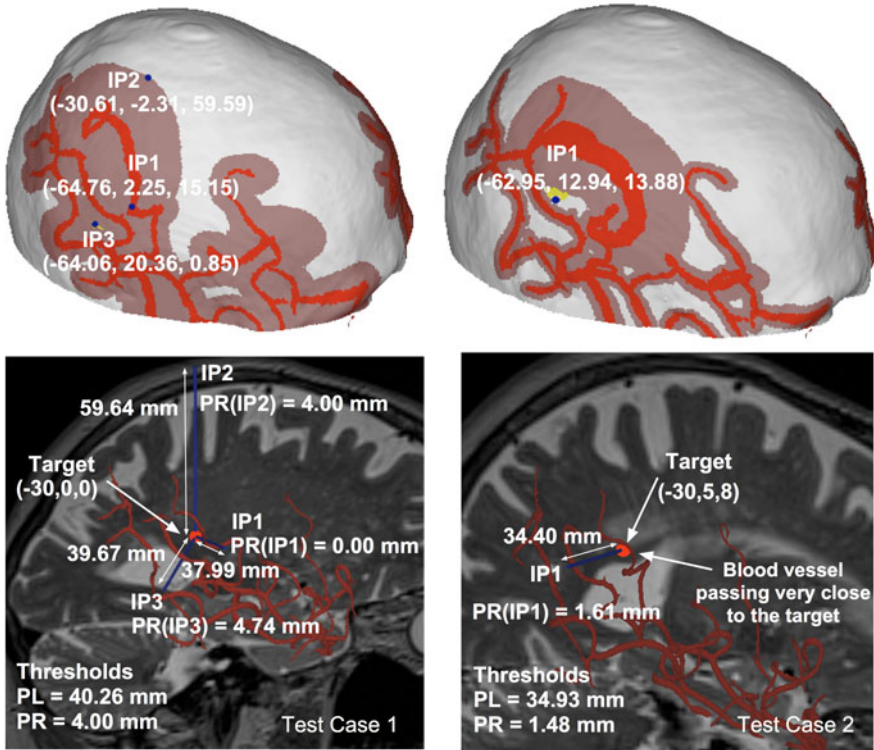 IP2
(-30.61, -2.31, 59.59)
IP1
(-64.76, 2.25, 15.15)
IP3
(-64.06, 20.36, 0.85)
IP1
(-62.95, 12.94, 13.88)
IP2
59.64 mm
PR(IP2) = 4.00 mm
Target
(-30,0,0)
IP1
PR(IP1) = 0.00 mm
39.67 mm
37.99 mm
IP3
PR(IP3) = 4.74 mm
Thresholds
PL = 40.26 mm
PR = 4.00 mm
Test Case 1
Target
(-30,5,8)
34.40 mm
IP1
Blood vessel
passing very close
to the target
PR(IP1) = 1.61 mm
Thresholds
PL = 34.93 mm
PR = 1.48 mm
Test Case 2